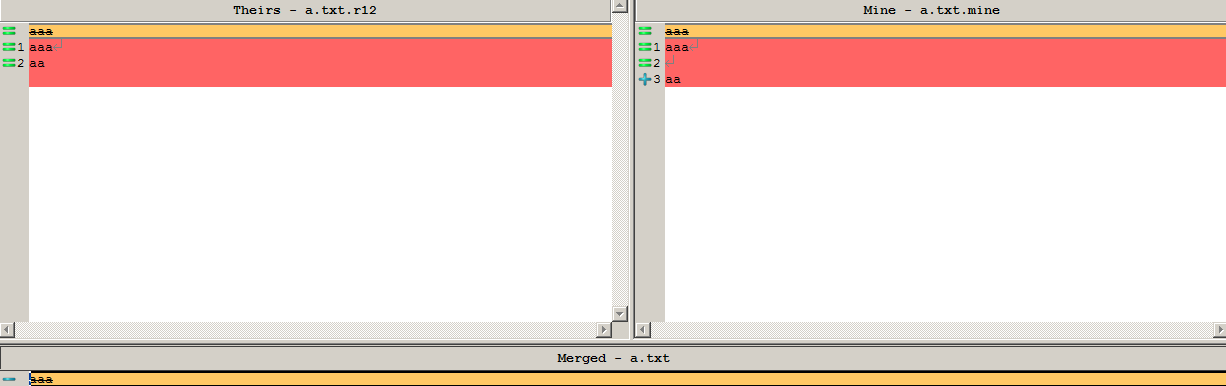 Theirs - a.txt.r12
aaa
1 aaa
2 aa
Mine - a.txt.mine
aaa
1 aaa
2
3 aa
Merged - a.txt
aaa